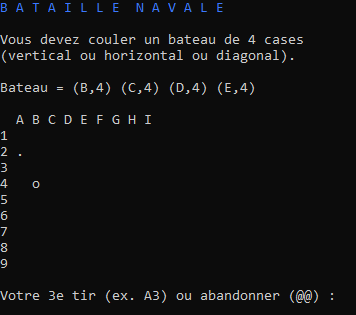 B A T A I L L E  N A V A L E
Vous devez couler un bateau de 4 cases
(vertical ou horizontal ou diagonal).
Bateau = (B,4) (C,4) (D,4) (E,4)
A B C D E F G H I
1
2 .
3
4   o
5
6
7
8
9
Votre 3e tir (ex. A3) ou abandonner (@@) :